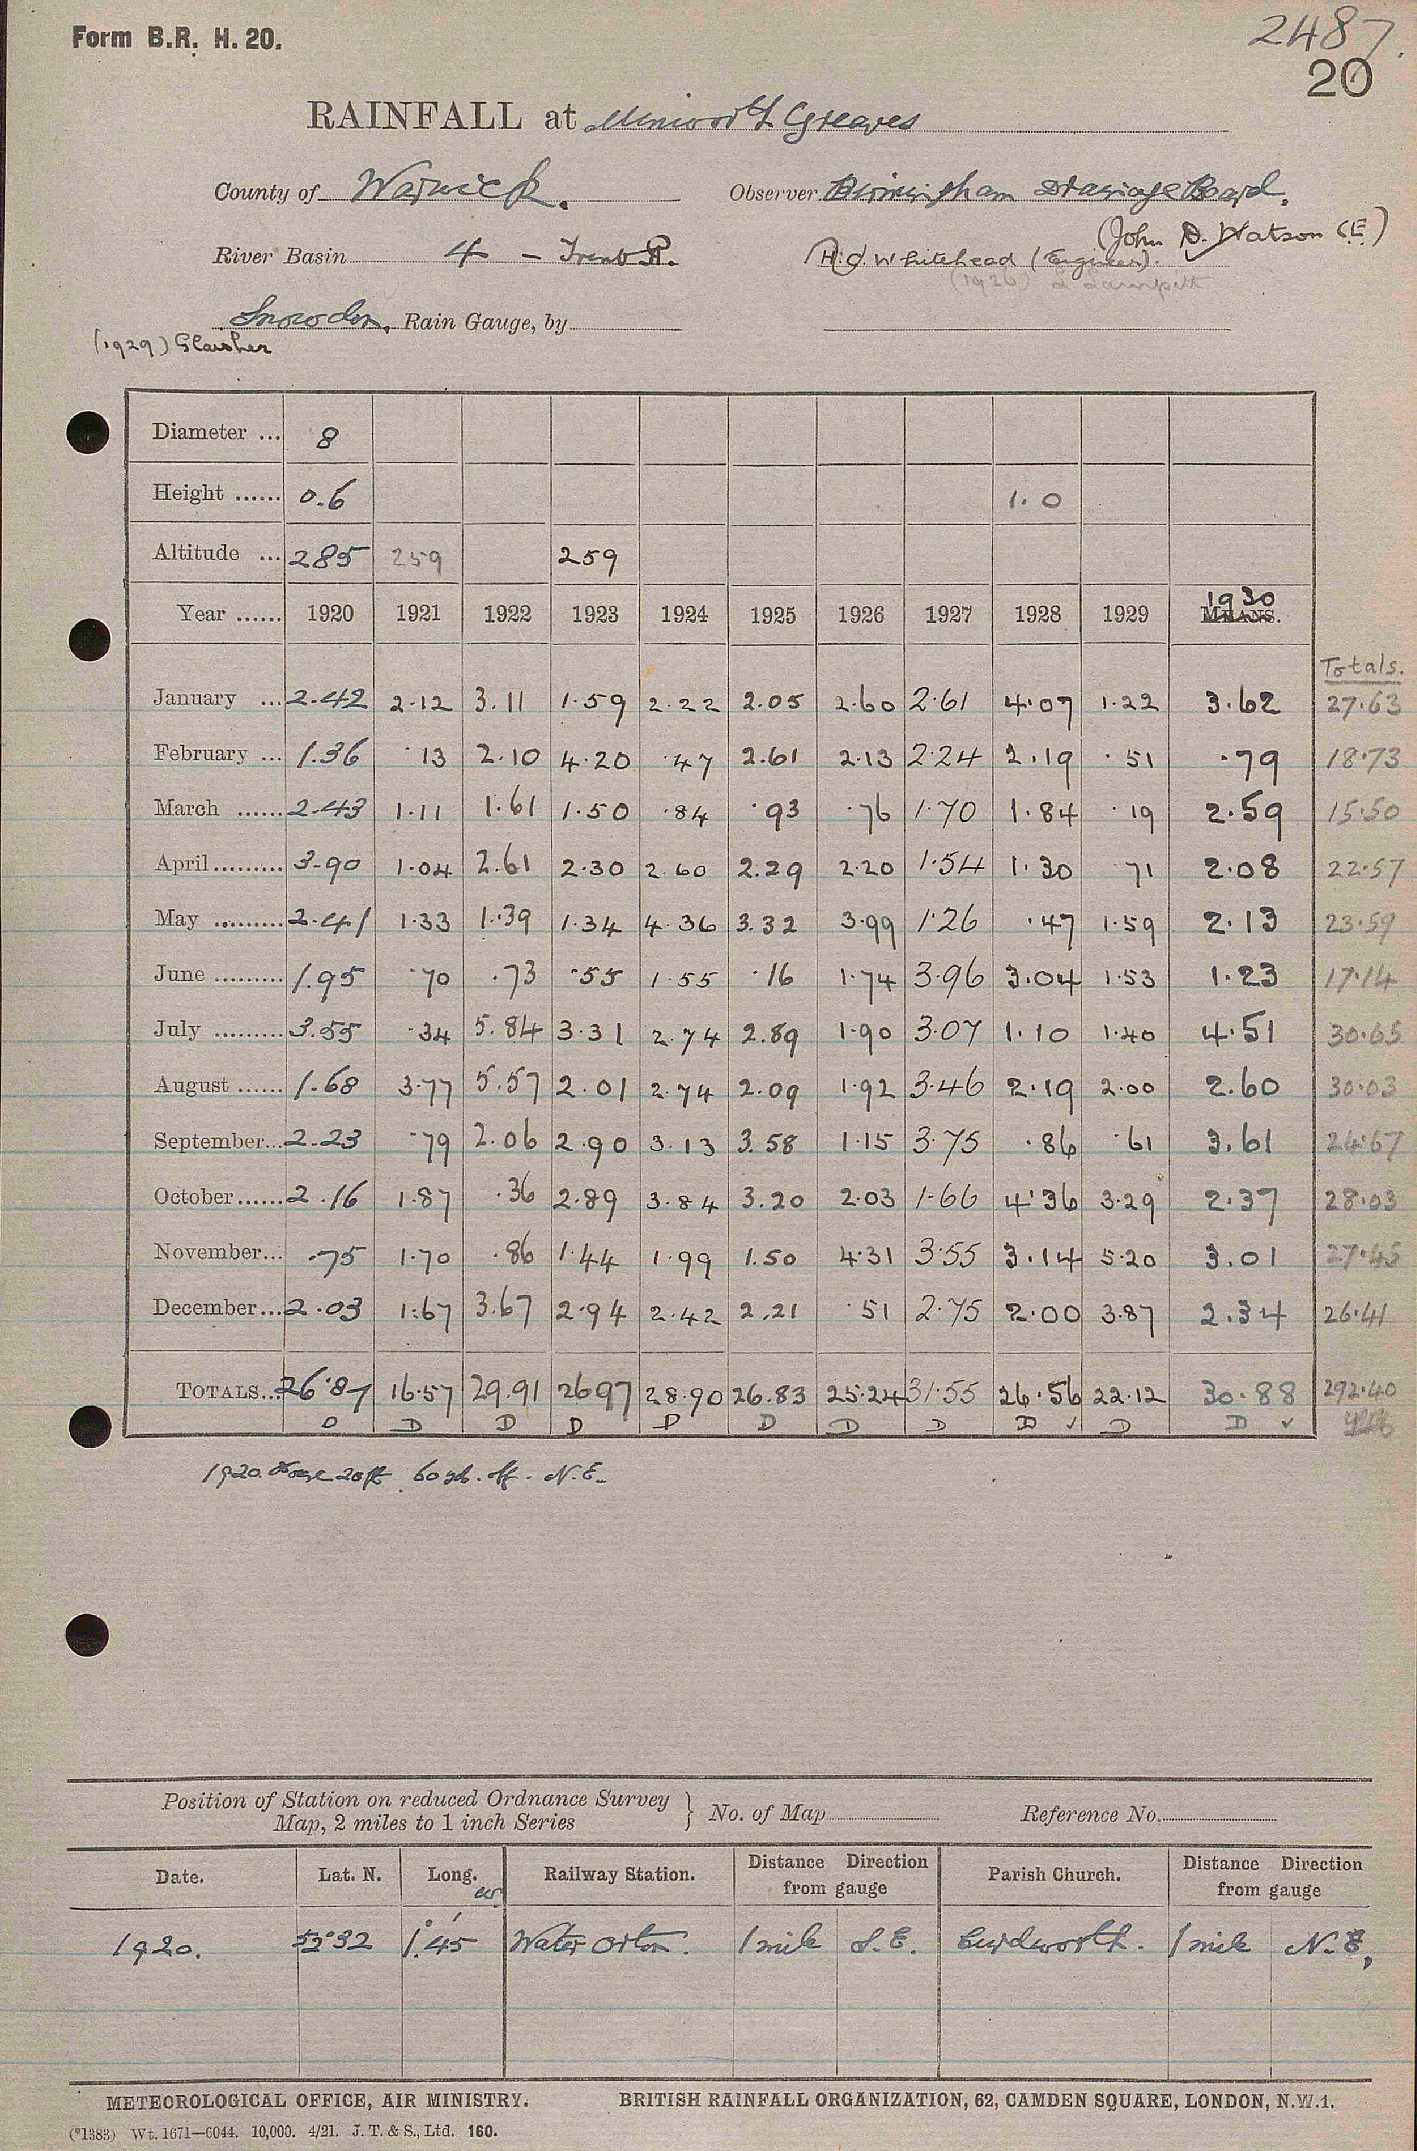 Form B.R. H. 20.
2487.
20
RAINFALL at Minworth Greaves
County of Warwick. Observer Birmingham Drainage Board.
(John D. Watson (E)
River Basin 4 - Trent R. H.C Whitehead (Engineer).
(1926)
Snowdon. Rain Gauge, by
(1929) Glaisher
Diameter ... 8
Height ...... 0.6 1.0
Altitude ... 285 259 259
Year ...... 1920 1921 1922 1923 1924 1925 1926 1927 1928 1929 1930 MEANS.
Totals.
January ... 2.42 2.12 3.11 1.59 2.22 2.05 2.60 2.61 4.07 1.22 3.62 27.63
February ... 1.36 .13 2.10 4.20 .47 2.61 2.13 2.24 2.19 .51 .79 18.73
March ...... 2.43 1.11 1.61 1.50 .84 .93 .76 1.70 1.84 .19 2.59 15.50
April ......... 3.90 1.04 2.61 2.30 2.60 2.29 2.20 1.54 1.30 .71 2.08 22.57
May ......... 2.41 1.33 1.39 1.34 4.36 3.32 3.99 1.26 .47 1.59 2.13 23.59
June ......... 1.95 .70 .73 .55 1.55 .16 1.74 3.96 3.04 1.53 1.23 17.14
July ......... 3.55 .34 5.84 3.31 2.74 2.89 1.90 3.07 1.10 1.40 4.51 30.65
August ...... 1.68 3.77 5.57 2.01 2.74 2.09 1.92 3.46 2.19 2.00 2.60 30.03
September... 2.23 .79 2.06 2.90 3.13 3.58 1.15 3.75 .86 .61 3.61 24.67
October...... 2.16 1.87 .36 2.89 3.84 3.20 2.03 1.66 4.36 3.29 2.37 28.03
November... .75 1.70 .86 1.44 1.99 1.50 4.31 3.55 3.14 5.20 3.01 27.45
December... 2.03 1.67 3.67 2.94 2.42 2.21 .51 2.75 2.00 3.87 2.34 26.41
TOTALS... 26.87 16.57 29.91 26.97 28.90 26.83 25.24 31.55 26.56 22.12 30.88 292.40
D D D D D D D D D ✓ D D ✓
1920. 20ft 60 yd. off. N.E.
Position of Station on reduced Ordnance Survey Map, 2 miles to 1 inch Series } No. of Map Reference No.
Date. Lat. N. Long. W Railway Station. Distance Direction from gauge Parish Church. Distance Direction from gauge
1920. 52°32 1°.45' Water Orton. 1 mile S.E. Curdworth. 1 mile N.E.
METEOROLOGICAL OFFICE, AIR MINISTRY. BRITISH RAINFALL ORGANIZATION, 62, CAMDEN SQUARE, LONDON, N.W.1.
(*1383) Wt. 1671—6044. 10,000. 4/21. J. T. & S., Ltd. 160.